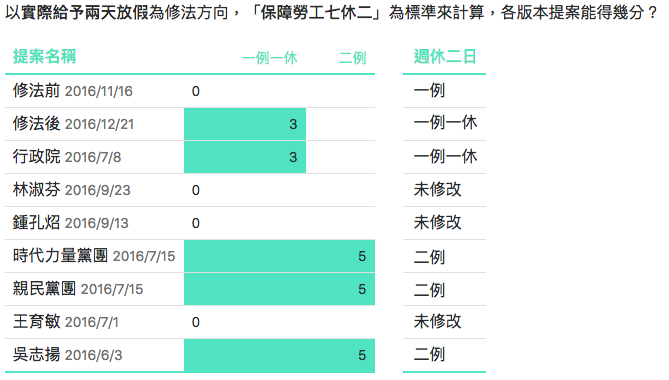 以實際給予兩天放假為修法方向，「保障勞工七休二」為標準來計算，各版本提案能得幾分？
提案名稱 一例一休 二例 週休二日
修法前 2016/11/16 0 一例
修法後 2016/12/21 3 一例一休
行政院 2016/7/8 3 一例一休
林淑芬 2016/9/23 0 未修改
鍾孔炤 2016/9/13 0 未修改
時代力量黨團 2016/7/15 5 二例
親民黨團 2016/7/15 5 二例
王育敏 2016/7/1 0 未修改
吳志揚 2016/6/3 5 二例